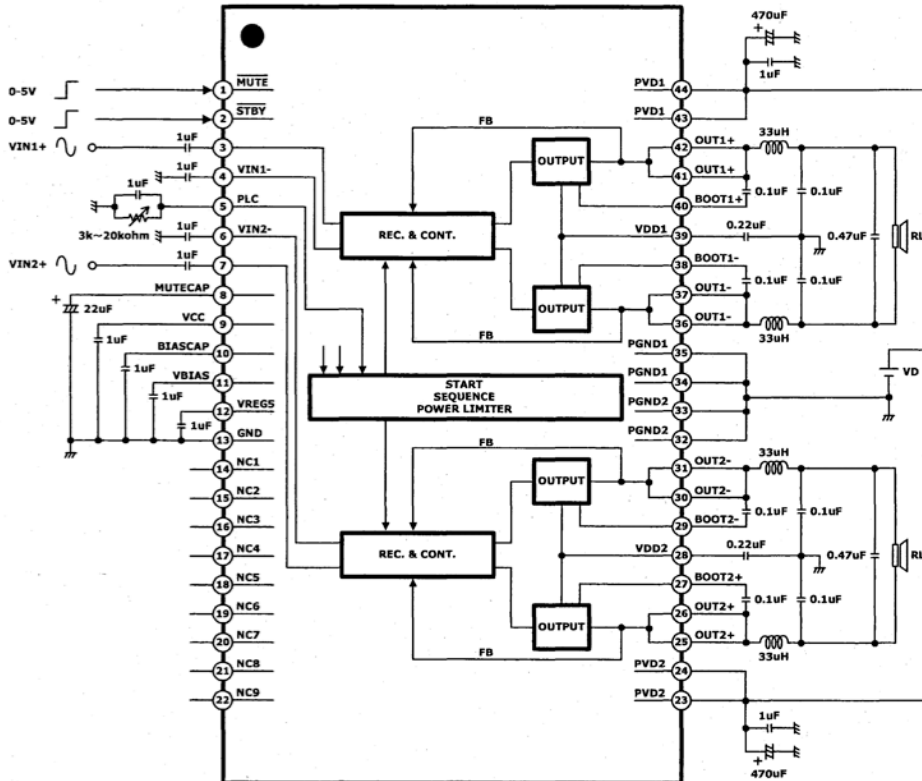 470uF
+
1uF
0-5V
1
MUTE
PVD1
44
0-5V
2
STBY
PVD1
43
VIN1+
1uF
3
FB
OUTPUT
42
OUT1+
33uH
1uF
4
VIN1-
41
OUT1+
0.1uF
0.1uF
1uF
5
PLC
40
BOOT1+
3k~20kohm
1uF
6
VIN2-
REC. & CONT.
VDD1
39
0.22uF
0.47uF
RL
VIN2+
1uF
7
38
BOOT1-
MUTECAP
8
OUTPUT
37
OUT1-
0.1uF
0.1uF
+
22uF
VCC
9
FB
36
OUT1-
33uH
1uF
BIASCAP
10
PGND1
35
1uF
VBIAS
11
START
SEQUENCE
POWER LIMITER
PGND1
34
VD
1uF
VREG5
12
PGND2
33
1uF
GND
13
PGND2
32
14
NC1
FB
31
OUT2-
33uH
15
NC2
OUTPUT
30
OUT2-
0.1uF
0.1uF
16
NC3
29
BOOT2-
17
NC4
REC. & CONT.
VDD2
28
0.22uF
0.47uF
RL
18
NC5
27
BOOT2+
19
NC6
OUTPUT
26
OUT2+
0.1uF
0.1uF
20
NC7
FB
25
OUT2+
33uH
21
NC8
PVD2
24
22
NC9
PVD2
23
1uF
+
470uF